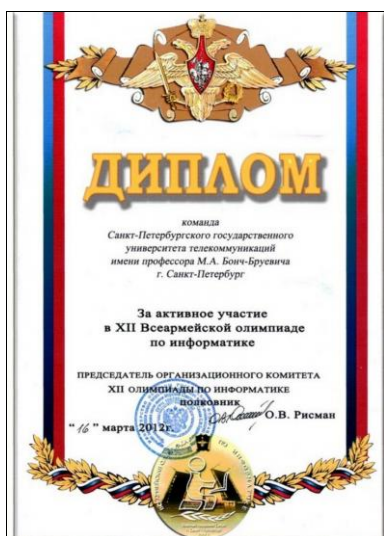 ДИПЛОМ
команда
Санкт-Петербургского государственного
университета телекоммуникаций
имени профессора М.А. Бонч-Бруевича
г. Санкт-Петербург
За активное участие
в XII Всеармейской олимпиаде
по информатике
ПРЕДСЕДАТЕЛЬ ОРГАНИЗАЦИОННОГО КОМИТЕТА
XII ОЛИМПИАДЫ ПО ИНФОРМАТИКЕ
полковник
О.В. Рисман
" 16 " марта 2012г.